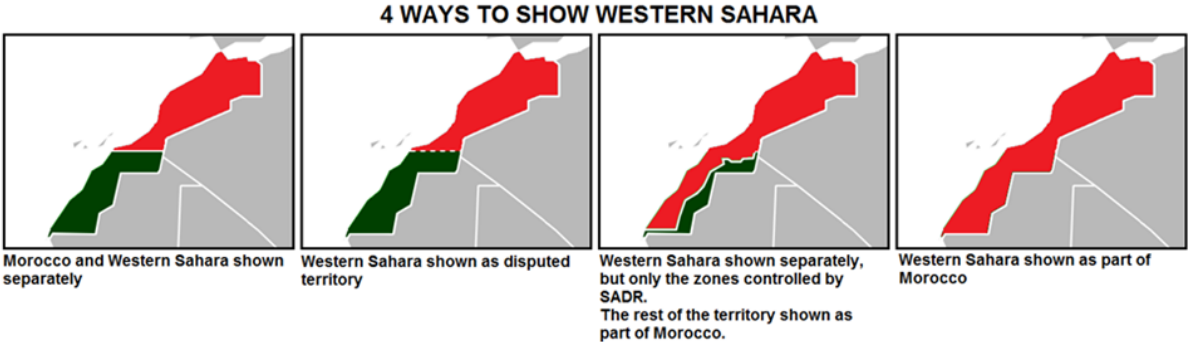 4 WAYS TO SHOW WESTERN SAHARA
Morocco and Western Sahara shown
separately
Western Sahara shown as disputed
territory
Western Sahara shown separately,
but only the zones controlled by
SADR.
The rest of the territory shown as
part of Morocco.
Western Sahara shown as part of
Morocco